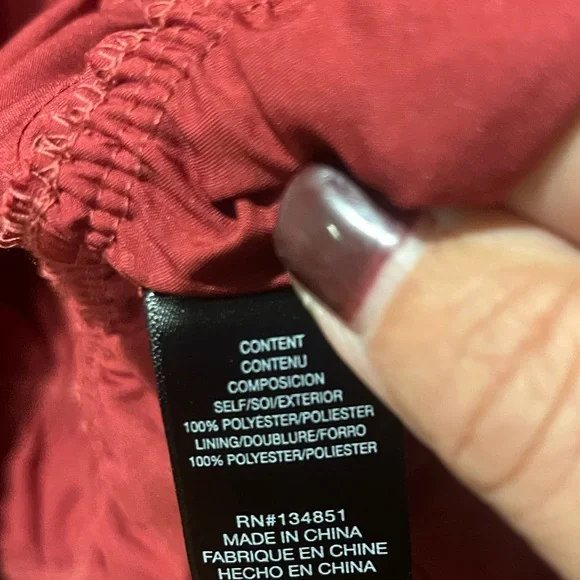 CONTENT
CONTENU
COMPOSICION
SELF/SOI/EXTERIOR
100% POLYESTER/POLIESTER
LINING/DOUBLURE/FORRO
100% POLYESTER/POLIESTER
RN#134851
MADE IN CHINA
FABRIQUE EN CHINE
HECHO EN CHINA